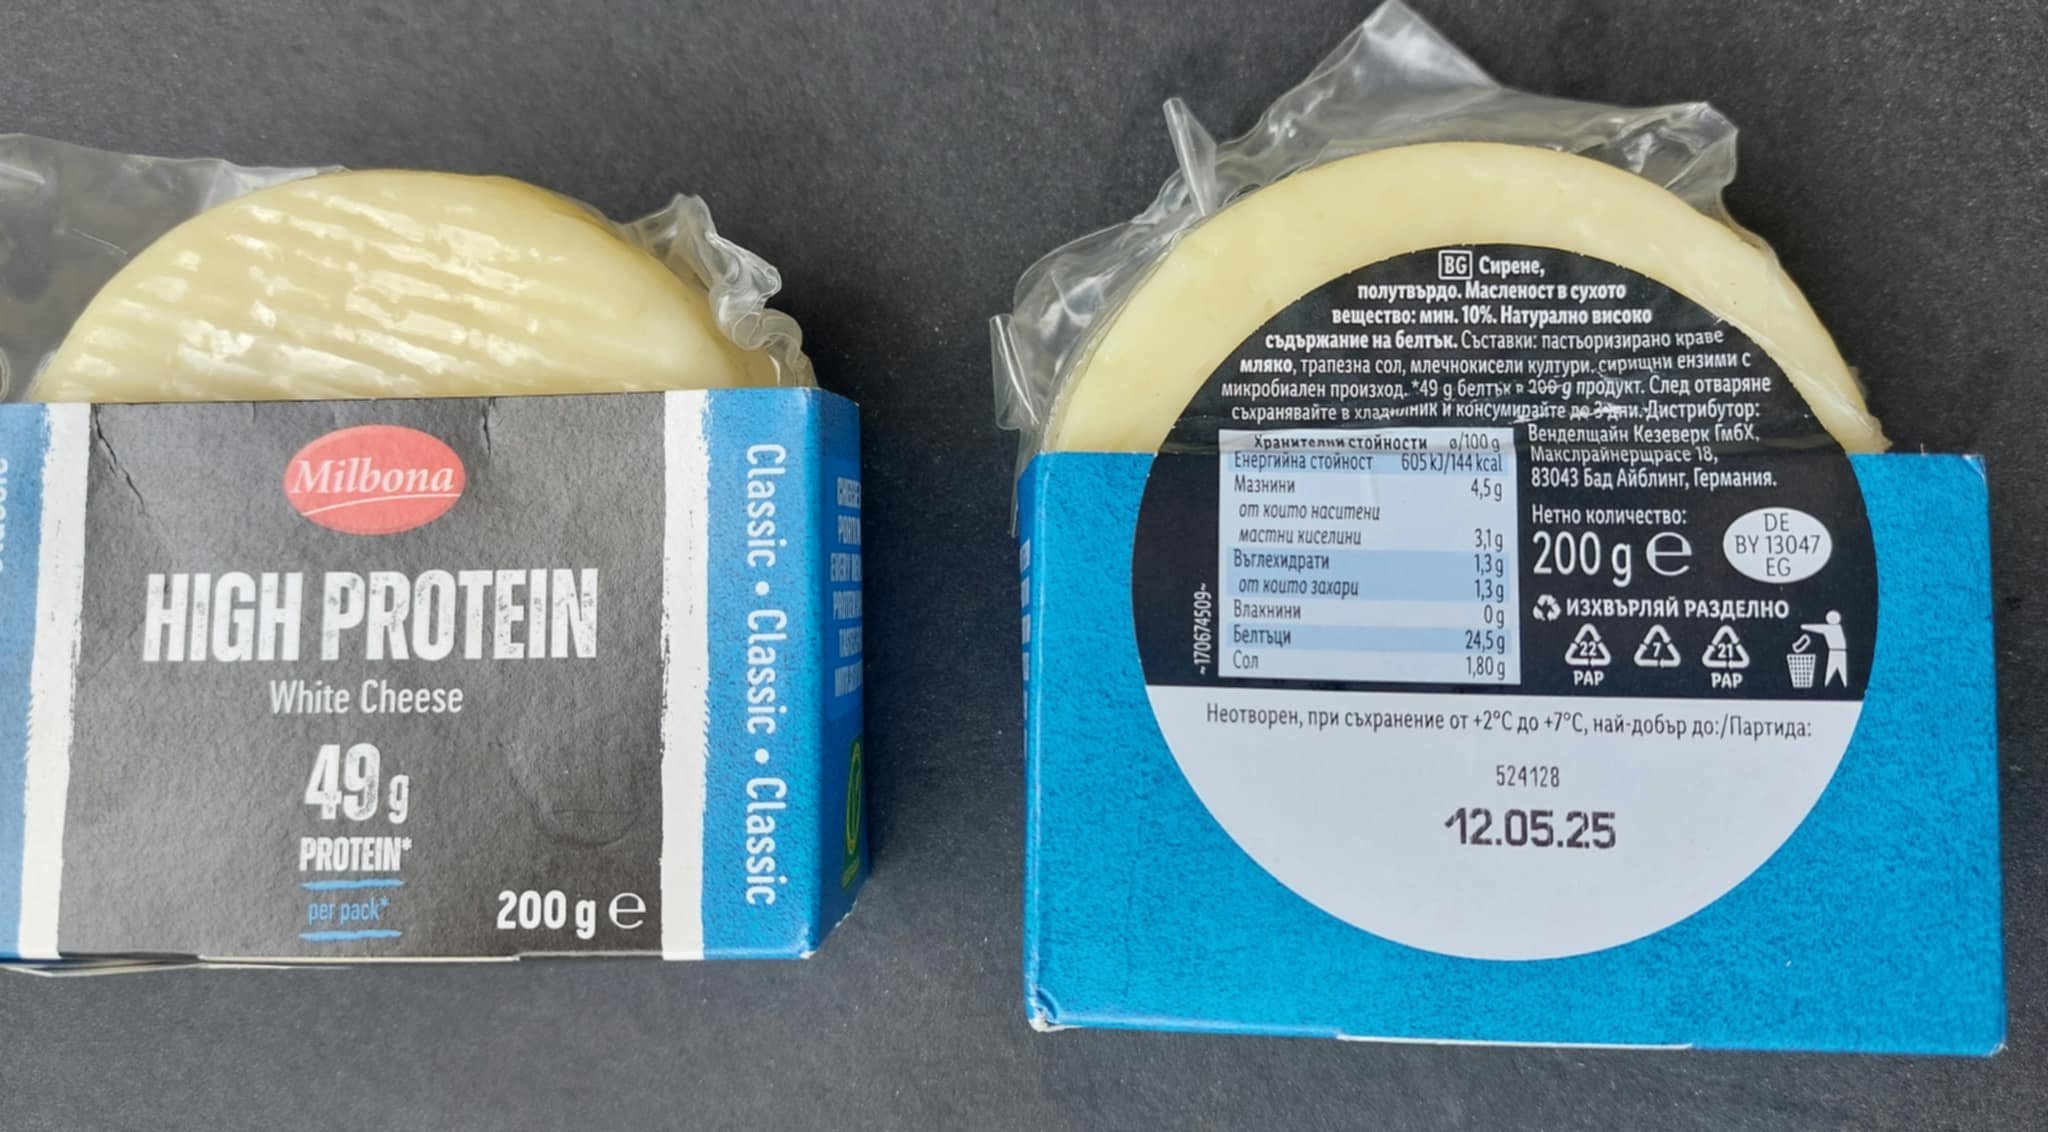 Milbona
HIGH PROTEIN
White Cheese
49 g
PROTEIN*
per pack*
200 g e
Classic • Classic • Classic
BG Сирене,
полутвърдо. Масленост в сухото
вещество: мин. 10%. Натурално високо
съдържание на белтък. Съставки: пастьоризирано краве
мляко, трапезна сол, млечнокисели култури, сирищни ензими с
микробиален произход. *49 g белтък в 200 g продукт. След отваряне
съхранявайте в хладилник и консумирайте до 3 дни. Дистрибутор:
Венделщайн Кезеверк ГмбХ,
Макслрайнерщрасе 18,
83043 Бад Айблинг, Германия.
Хранителни стойности ø/100 g
Енергийна стойност 605 kJ/144 kcal
Мазнини 4,5 g
от които наситени
мастни киселини 3,1 g
Въглехидрати 1,3 g
от които захари 1,3 g
Влакнини 0 g
Белтъци 24,5 g
Сол 1,80 g
~170674509~
Нетно количество:
200 g e
DE
BY 13047
EG
ИЗХВЪРЛЯЙ РАЗДЕЛНО
22 7 21
PAP PAP
Неотворен, при съхранение от +2°C до +7°C, най-добър до:/Партида:
524128
12.05.25